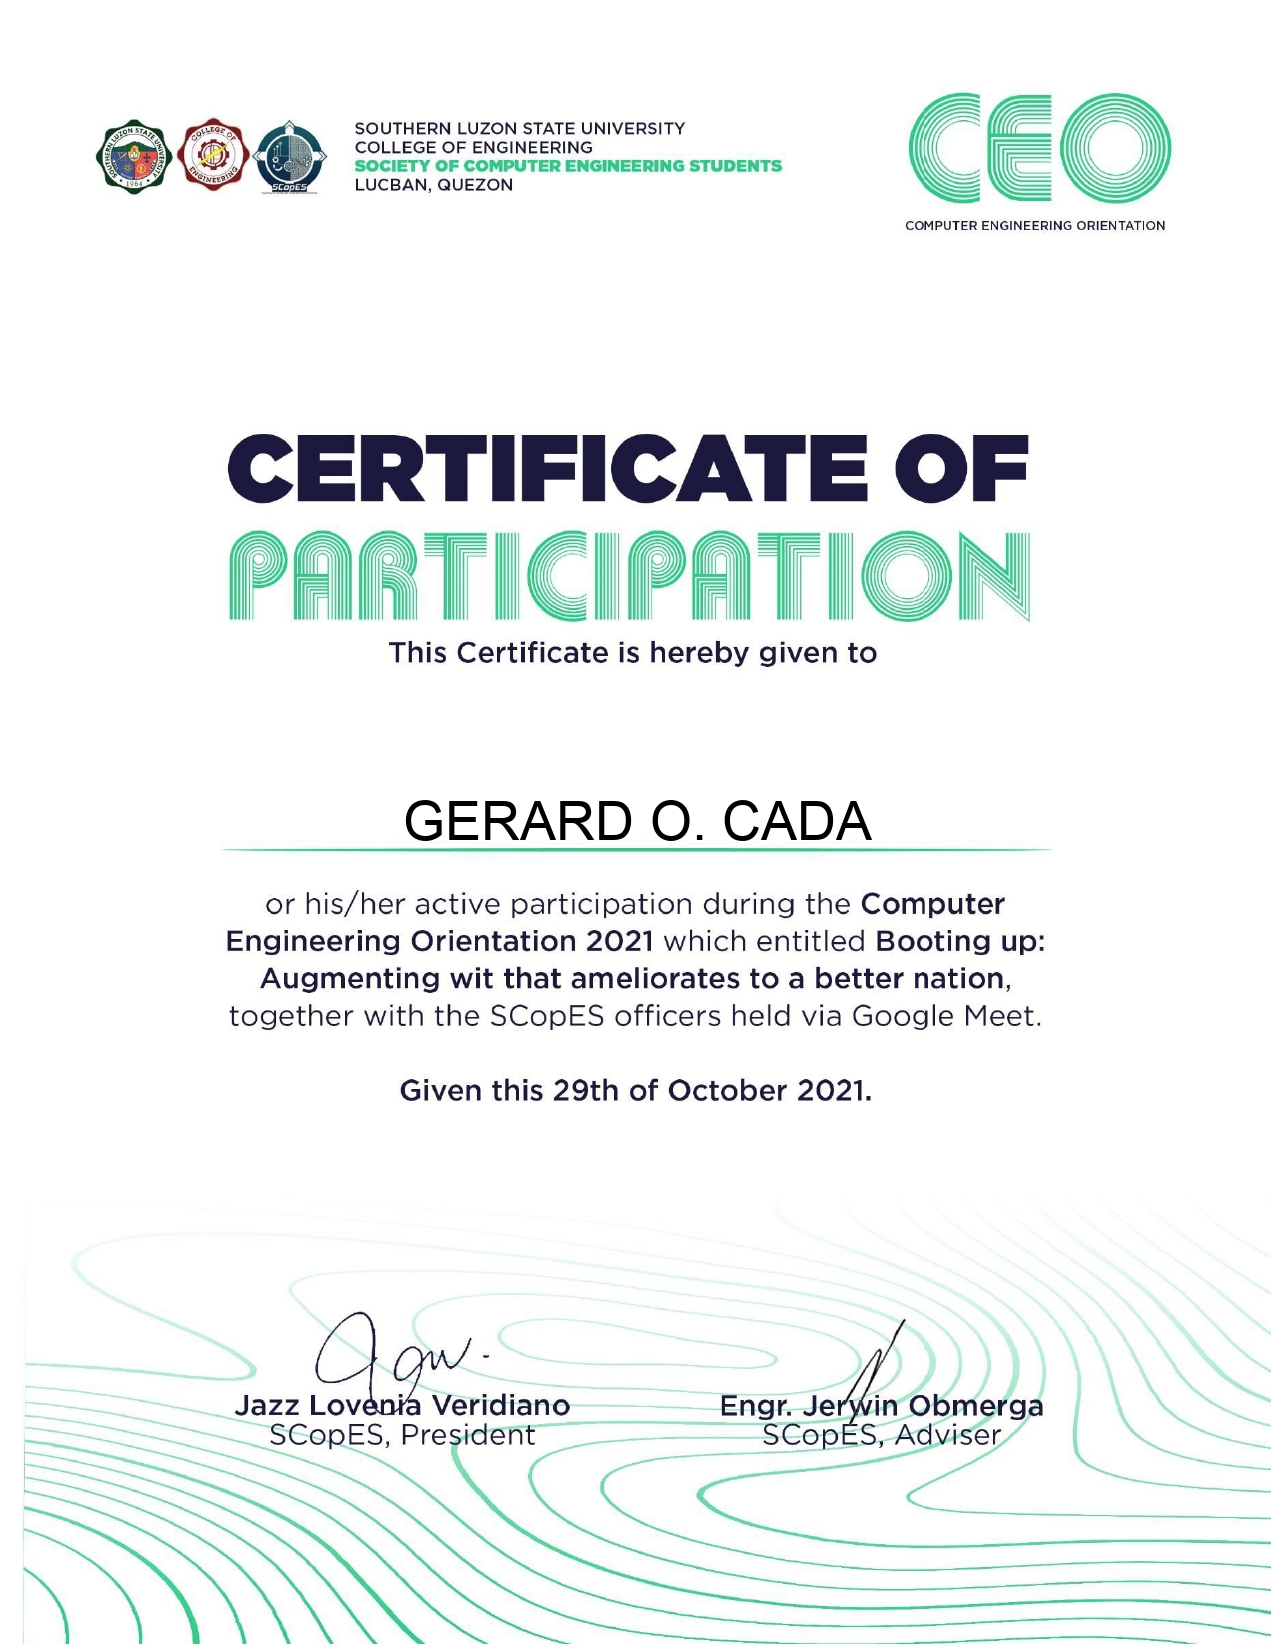 SOUTHERN LUZON STATE UNIVERSITY
COLLEGE OF ENGINEERING
SOCIETY OF COMPUTER ENGINEERING STUDENTS
LUCBAN, QUEZON
SOUTHERN LUZON STATE UNIVERSITY
1964
COLLEGE OF ENGINEERING
SCopES
CEO
COMPUTER ENGINEERING ORIENTATION
CERTIFICATE OF
PARTICIPATION
This Certificate is hereby given to
GERARD O. CADA
or his/her active participation during the Computer
Engineering Orientation 2021 which entitled Booting up:
Augmenting wit that ameliorates to a better nation,
together with the SCopES officers held via Google Meet.
Given this 29th of October 2021.
Jazz Lovenia Veridiano
SCopES, President
Engr. Jerwin Obmerga
SCopES, Adviser